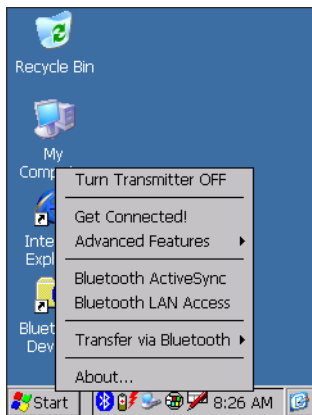 Recycle Bin
My
Comp
Turn Transmitter OFF
Get Connected!
Advanced Features
Inte
Expl
Bluetooth ActiveSync
Bluetooth LAN Access
Bluet
Dev
Transfer via Bluetooth
About...
Start
8:26 AM